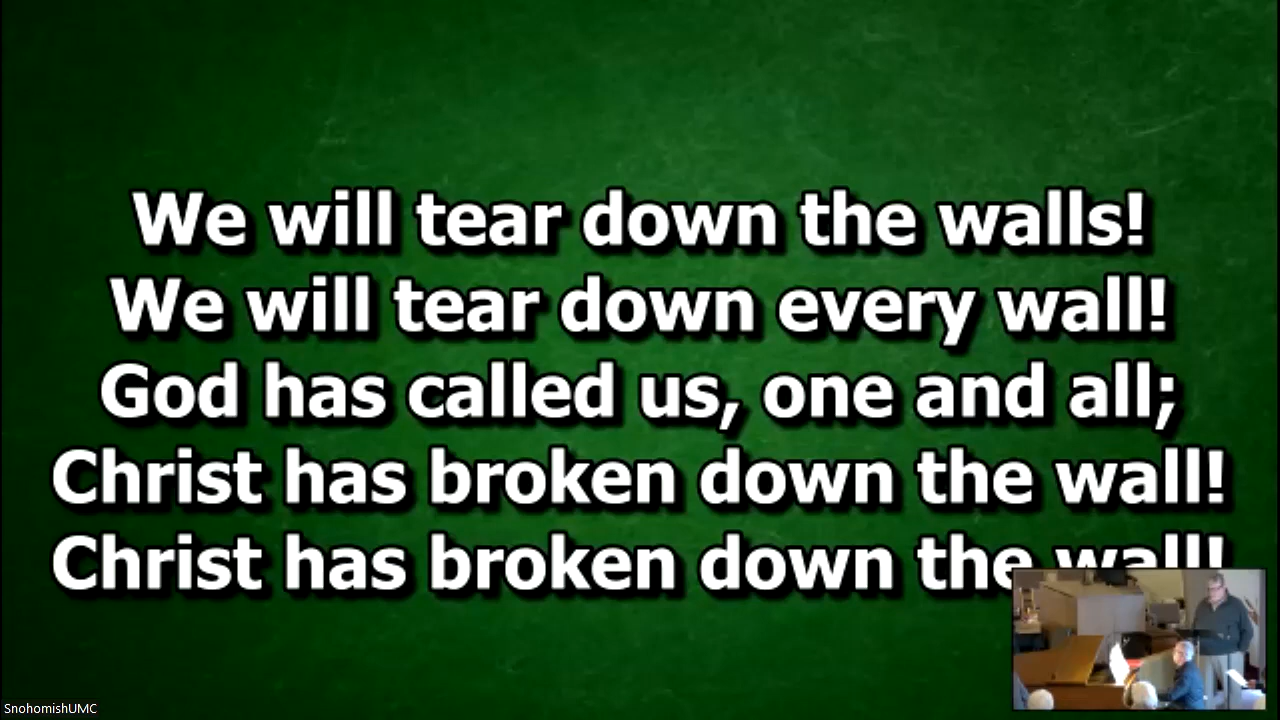 We will tear down the walls!
We will tear down every wall!
God has called us, one and all;
Christ has broken down the wall!
Christ has broken down the wall!
SnohomishUMC